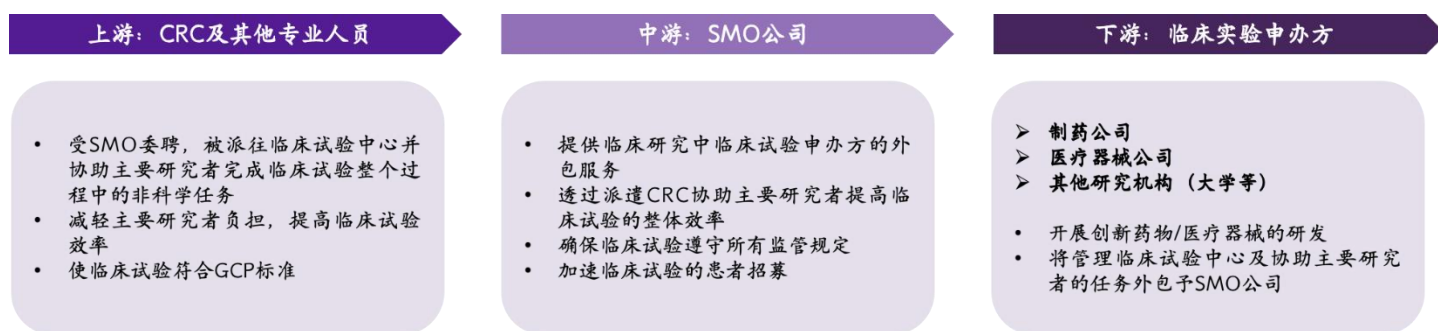 上游：CRC及其他专业人员
• 受SMO委聘，被派往临床试验中心并
协助主要研究者完成临床试验整个过
程中的非科学任务
• 减轻主要研究者负担，提高临床试验
效率
• 使临床试验符合GCP标准
中游：SMO公司
• 提供临床研究中临床试验申办方的外
包服务
• 透过派遣CRC协助主要研究者提高临
床试验的整体效率
• 确保临床试验遵守所有监管规定
• 加速临床试验的患者招募
下游：临床实验申办方
➢ 制药公司
➢ 医疗器械公司
➢ 其他研究机构（大学等）
• 开展创新药物/医疗器械的研发
• 将管理临床试验中心及协助主要研究
者的任务外包予SMO公司